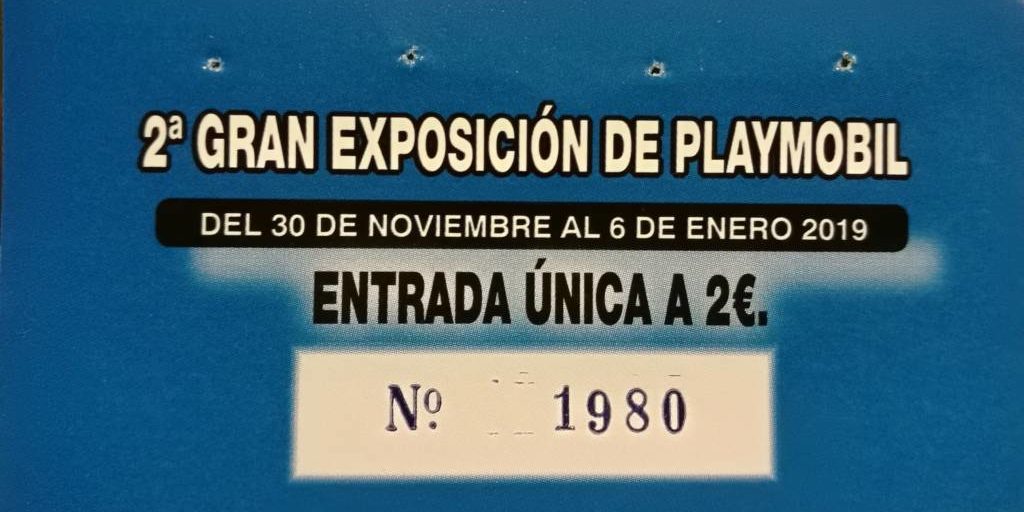 2ª GRAN EXPOSICIÓN DE PLAYMOBIL
DEL 30 DE NOVIEMBRE AL 6 DE ENERO 2019
ENTRADA ÚNICA A 2€.
Nº 1980